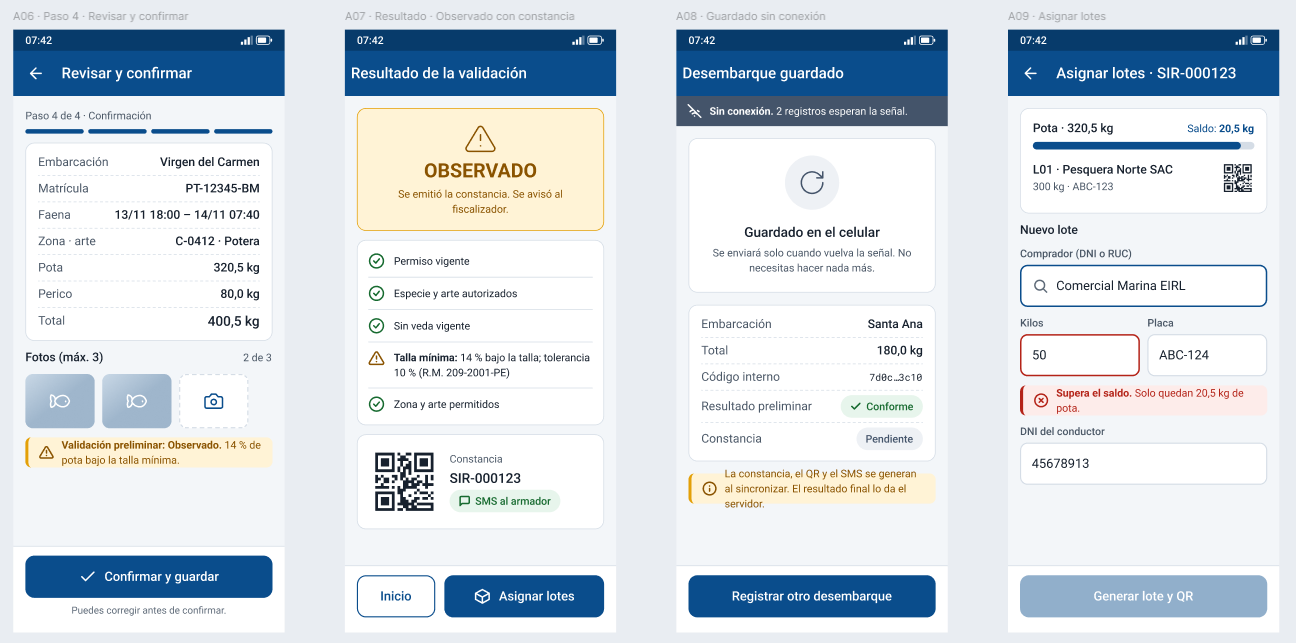 A06 · Paso 4 · Revisar y confirmar
07:42
Revisar y confirmar
Paso 4 de 4 · Confirmación
Embarcación Virgen del Carmen
Matrícula PT-12345-BM
Faena 13/11 18:00 – 14/11 07:40
Zona · arte C-0412 · Potera
Pota 320,5 kg
Perico 80,0 kg
Total 400,5 kg
Fotos (máx. 3) 2 de 3
Validación preliminar: Observado. 14 % de
pota bajo la talla mínima.
Confirmar y guardar
Puedes corregir antes de confirmar.
A07 · Resultado · Observado con constancia
07:42
Resultado de la validación
OBSERVADO
Se emitió la constancia. Se avisó al
fiscalizador.
Permiso vigente
Especie y arte autorizados
Sin veda vigente
Talla mínima: 14 % bajo la talla; tolerancia
10 % (R.M. 209-2001-PE)
Zona y arte permitidos
Constancia
SIR-000123
SMS al armador
Inicio
Asignar lotes
A08 · Guardado sin conexión
07:42
Desembarque guardado
Sin conexión. 2 registros esperan la señal.
Guardado en el celular
Se enviará solo cuando vuelva la señal. No
necesitas hacer nada más.
Embarcación Santa Ana
Total 180,0 kg
Código interno 7d0c…3c10
Resultado preliminar Conforme
Constancia Pendiente
La constancia, el QR y el SMS se generan
al sincronizar. El resultado final lo da el
servidor.
Registrar otro desembarque
A09 · Asignar lotes
07:42
Asignar lotes · SIR-000123
Pota · 320,5 kg Saldo: 20,5 kg
L01 · Pesquera Norte SAC
300 kg · ABC-123
Nuevo lote
Comprador (DNI o RUC)
Comercial Marina EIRL
Kilos Placa
50 ABC-124
Supera el saldo. Solo quedan 20,5 kg de
pota.
DNI del conductor
45678913
Generar lote y QR